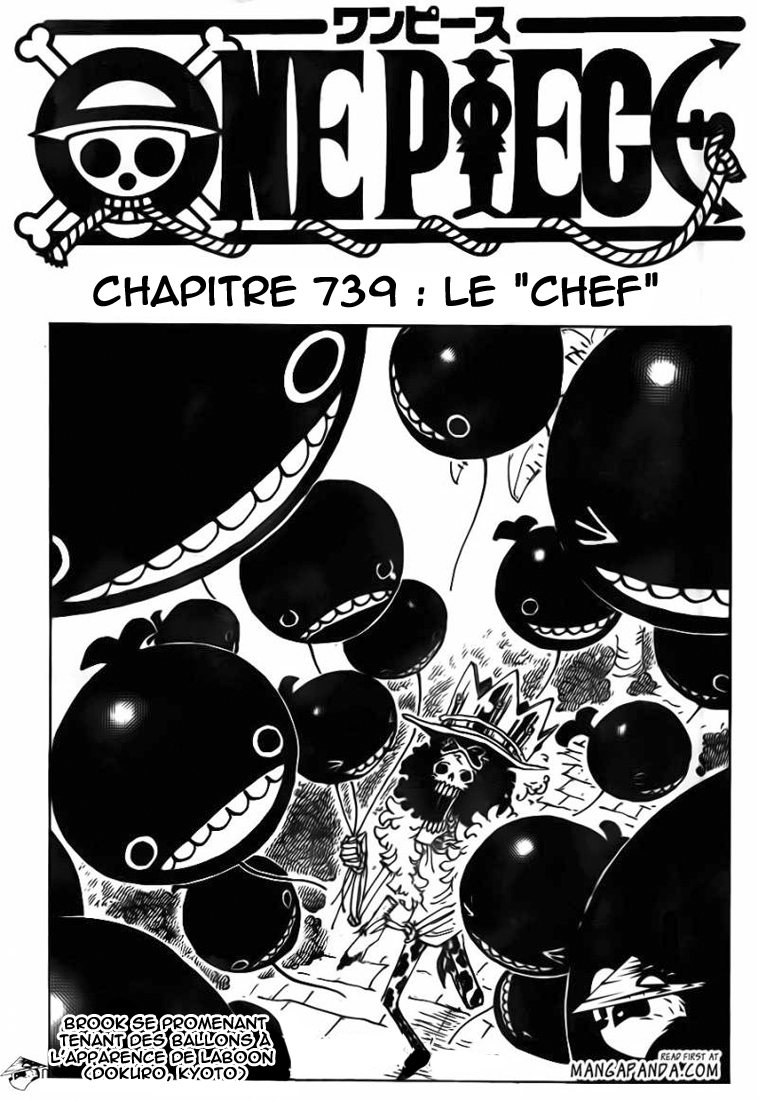 ワンピース
ONE PIECE
CHAPITRE 739 : LE "CHEF"
BROOK SE PROMENANT
TENANT DES BALLONS À
L'APPARENCE DE LABOON
(DOKURO, KYOTO)
READ FIRST AT
MANGAPANDA.COM